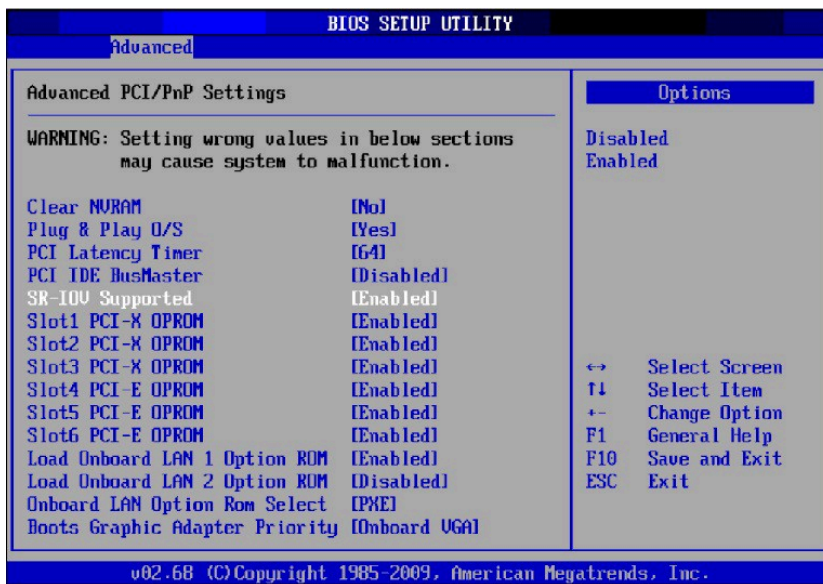 BIOS SETUP UTILITY
Advanced
Advanced PCI/PnP Settings
WARNING: Setting wrong values in below sections
may cause system to malfunction.
Clear NVRAM [No]
Plug & Play O/S [Yes]
PCI Latency Timer [64]
PCI IDE BusMaster [Disabled]
SR-IOV Supported [Enabled]
Slot1 PCI-X OPROM [Enabled]
Slot2 PCI-X OPROM [Enabled]
Slot3 PCI-X OPROM [Enabled]
Slot4 PCI-E OPROM [Enabled]
Slot5 PCI-E OPROM [Enabled]
Slot6 PCI-E OPROM [Enabled]
Load Onboard LAN 1 Option ROM [Enabled]
Load Onboard LAN 2 Option ROM [Disabled]
Onboard LAN Option Rom Select [PXE]
Boots Graphic Adapter Priority [Onboard VGA]
Options
Disabled
Enabled
↔ Select Screen
↑↓ Select Item
+- Change Option
F1 General Help
F10 Save and Exit
ESC Exit
v02.68 (C)Copyright 1985-2009, American Megatrends, Inc.